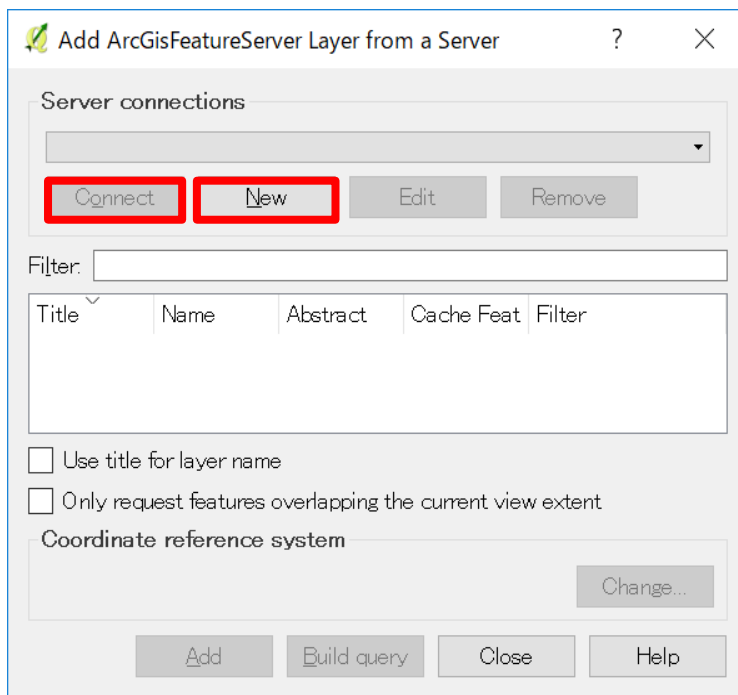 Add ArcGisFeatureServer Layer from a Server ? ×
Server connections
Connect New Edit Remove
Filter:
Title Name Abstract Cache Feat Filter
Use title for layer name
Only request features overlapping the current view extent
Coordinate reference system
Change...
Add Build query Close Help